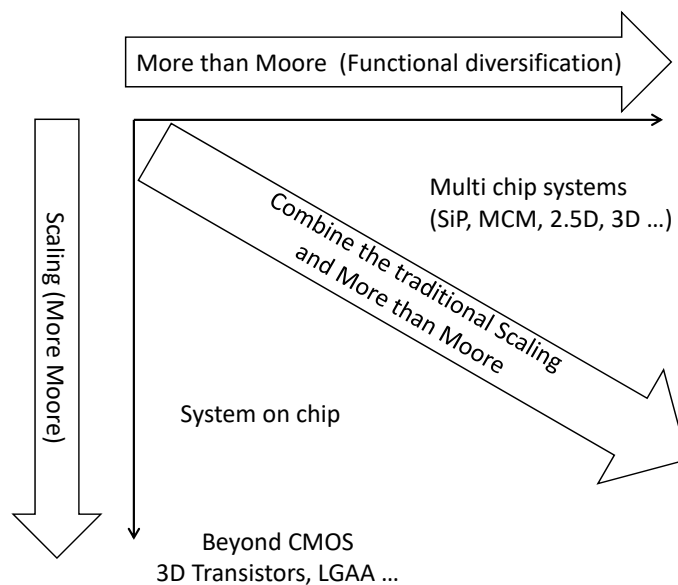 More than Moore (Functional diversification)
Scaling (More Moore)
Multi chip systems
(SiP, MCM, 2.5D, 3D ...)
Combine the traditional Scaling
and More than Moore
System on chip
Beyond CMOS
3D Transistors, LGAA ...